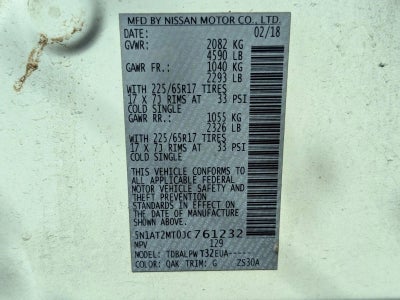 MFD BY NISSAN MOTOR CO., LTD.
DATE: 02/18
GVWR: 2082 KG
4590 LB
GAWR FR.: 1040 KG
2293 LB
WITH 225/65R17 TIRES
17 X 7J RIMS AT 33 PSI
COLD SINGLE
GAWR RR.: 1055 KG
2326 LB
WITH 225/65R17 TIRES
17 X 7J RIMS AT 33 PSI
COLD SINGLE
THIS VEHICLE CONFORMS TO
ALL APPLICABLE FEDERAL
MOTOR VEHICLE SAFETY AND
THEFT PREVENTION
STANDARDS IN EFFECT ON
THE DATE OF MANUFACTURE
SHOWN ABOVE.
5N1AT2MT0JC761232
MPV 129
MODEL: TDBALPW T32EUA-----
COLOR: QAK TRIM: G ZS30A